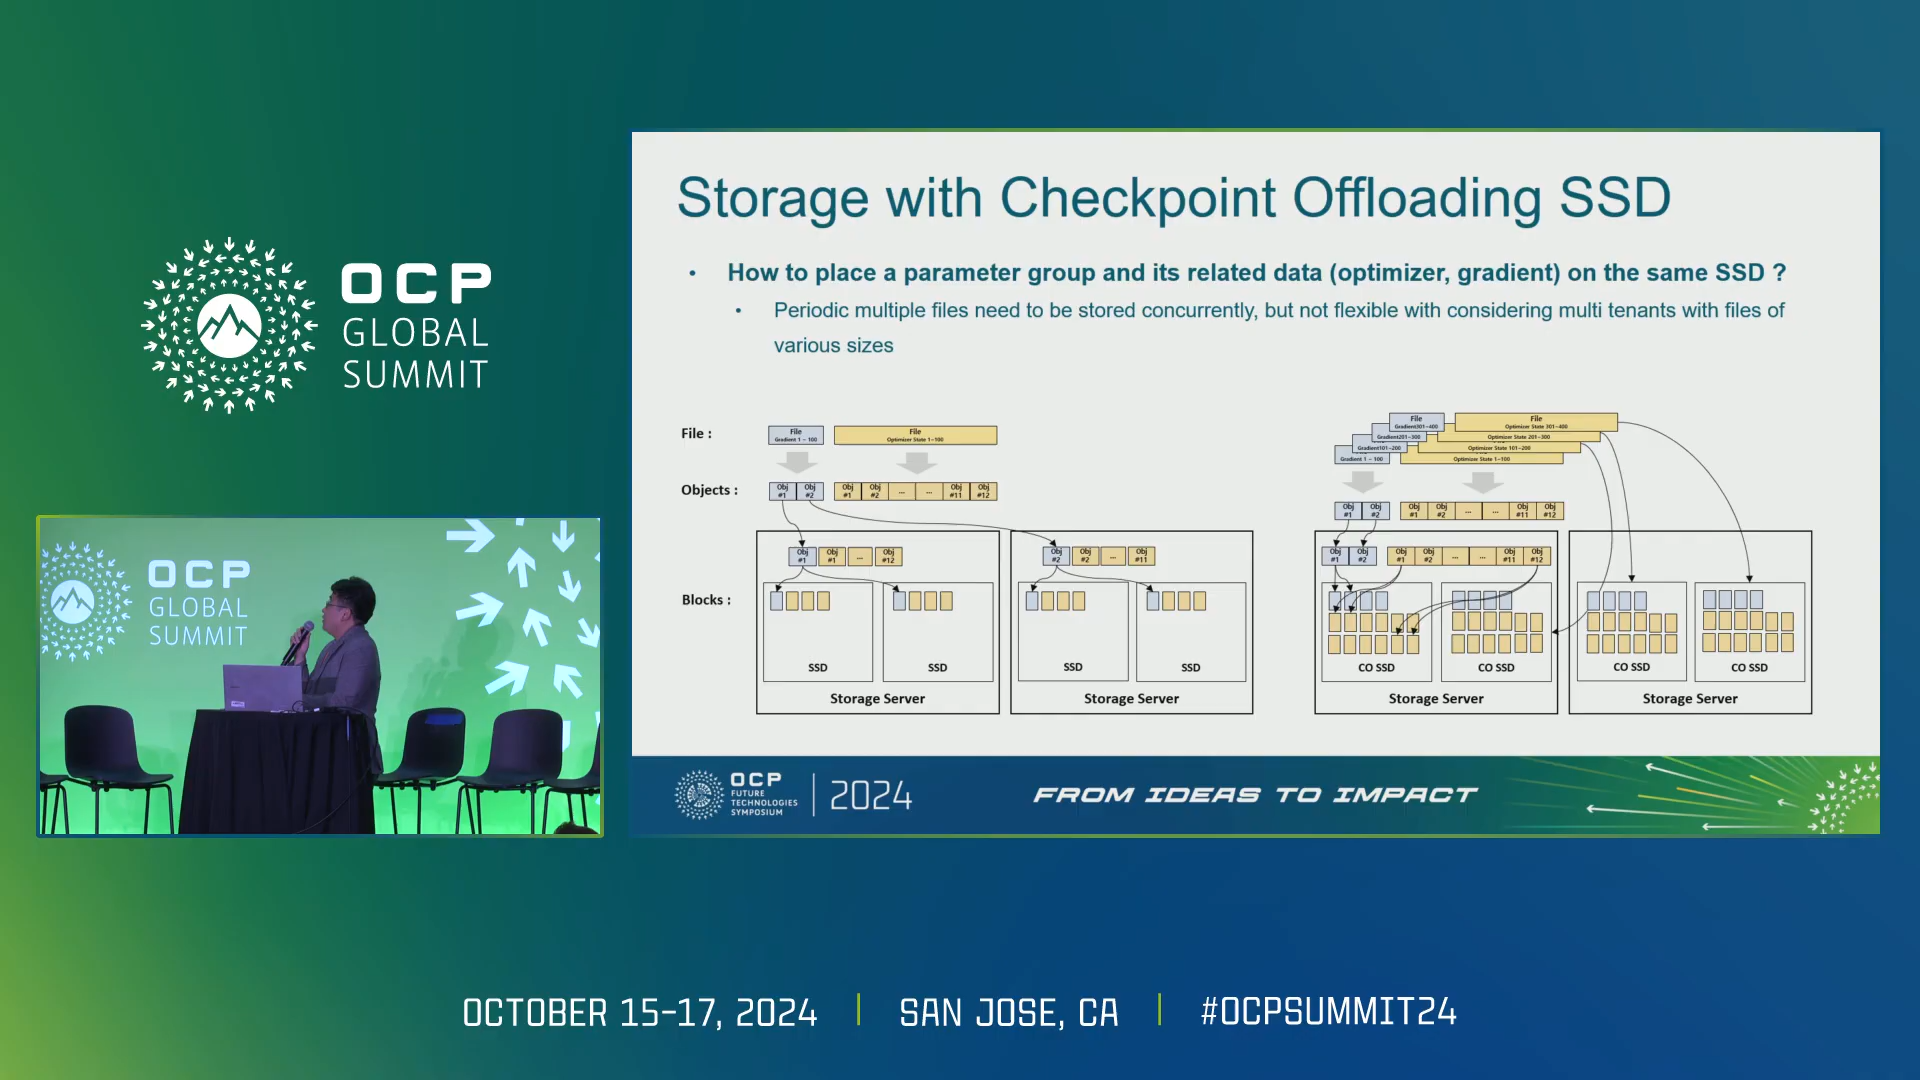 OCP
GLOBAL
SUMMIT
OCP
GLOBAL
SUMMIT
Storage with Checkpoint Offloading SSD
• How to place a parameter group and its related data (optimizer, gradient) on the same SSD ?
• Periodic multiple files need to be stored concurrently, but not flexible with considering multi tenants with files of
various sizes
File :
File
Gradient 1 ~ 100
File
Optimizer State 1~100
Objects :
Obj #1 Obj #2
Obj #1 Obj #2 ... ... Obj #11 Obj #12
Obj #1 Obj #1 ... Obj #12
Obj #2 Obj #2 ... Obj #11
Blocks :
SSD SSD SSD SSD
Storage Server Storage Server
File
Gradient301~400
File
Optimizer State 301~400
Gradient201~300
Optimizer State 201~300
Gradient101~200
Optimizer State 101~200
Gradient 1 ~ 100
Optimizer State 1~100
Obj #1 Obj #2
Obj #1 Obj #2 ... ... Obj #11 Obj #12
Obj #1 Obj #2
Obj #1 Obj #2 ... ... Obj #11 Obj #12
CO SSD CO SSD CO SSD CO SSD
Storage Server Storage Server
OCP
FUTURE
TECHNOLOGIES
SYMPOSIUM
2024
FROM IDEAS TO IMPACT
OCTOBER 15-17, 2024 | SAN JOSE, CA | #OCPSUMMIT24